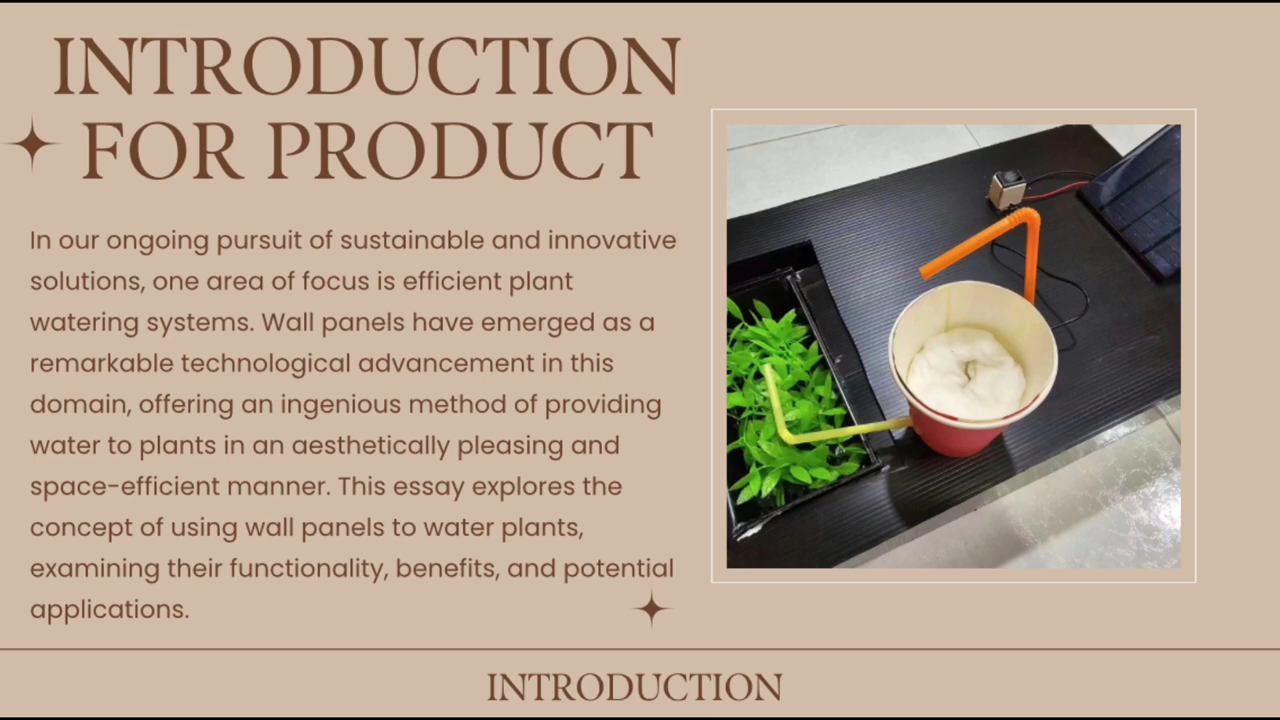 INTRODUCTION
FOR PRODUCT
In our ongoing pursuit of sustainable and innovative
solutions, one area of focus is efficient plant
watering systems. Wall panels have emerged as a
remarkable technological advancement in this
domain, offering an ingenious method of providing
water to plants in an aesthetically pleasing and
space-efficient manner. This essay explores the
concept of using wall panels to water plants,
examining their functionality, benefits, and potential
applications.
INTRODUCTION